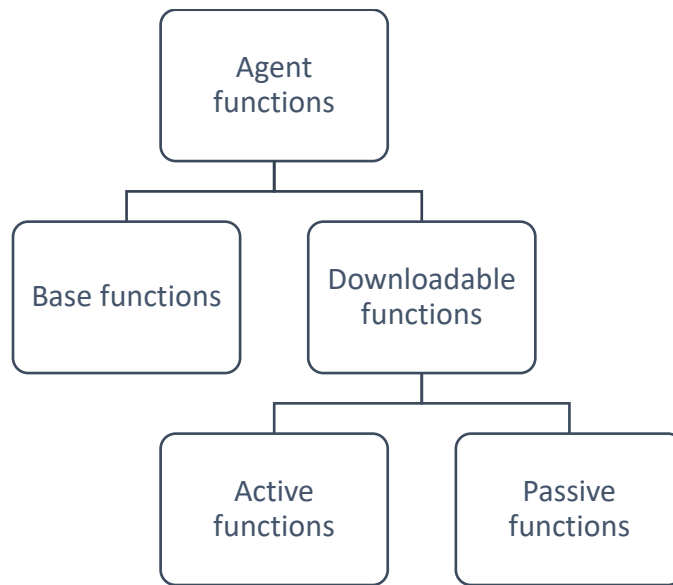 Agent
functions
Base functions
Downloadable
functions
Active
functions
Passive
functions